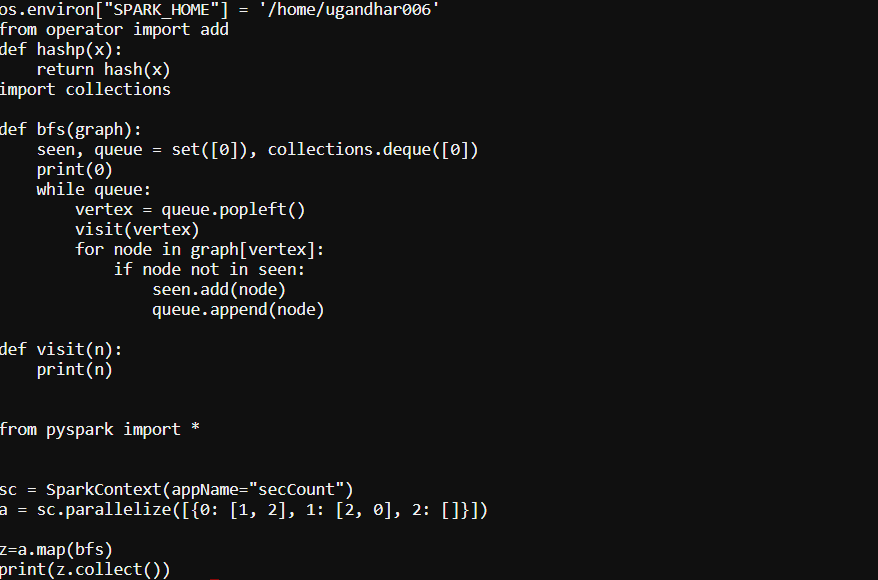 os.environ["SPARK_HOME"] = '/home/ugandhar006'
from operator import add
def hashp(x):
    return hash(x)
import collections

def bfs(graph):
    seen, queue = set([0]), collections.deque([0])
    print(0)
    while queue:
        vertex = queue.popleft()
        visit(vertex)
        for node in graph[vertex]:
            if node not in seen:
                seen.add(node)
                queue.append(node)

def visit(n):
    print(n)


from pyspark import *


sc = SparkContext(appName="secCount")
a = sc.parallelize([{0: [1, 2], 1: [2, 0], 2: []}])

z=a.map(bfs)
print(z.collect())